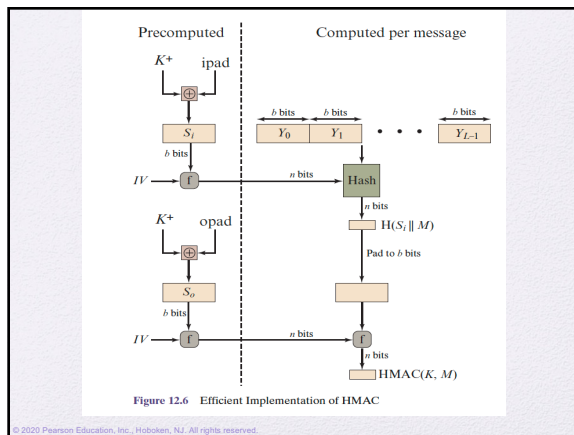 Precomputed
Computed per message
K+ ipad
⊕
Si
b bits
IV
f
n bits
b bits b bits b bits
Y0 Y1 • • • YL–1
Hash
n bits
H(Si || M)
Pad to b bits
K+ opad
⊕
So
b bits
IV
f
n bits
f
n bits
HMAC(K, M)
Figure 12.6 Efficient Implementation of HMAC
© 2020 Pearson Education, Inc., Hoboken, NJ. All rights reserved.